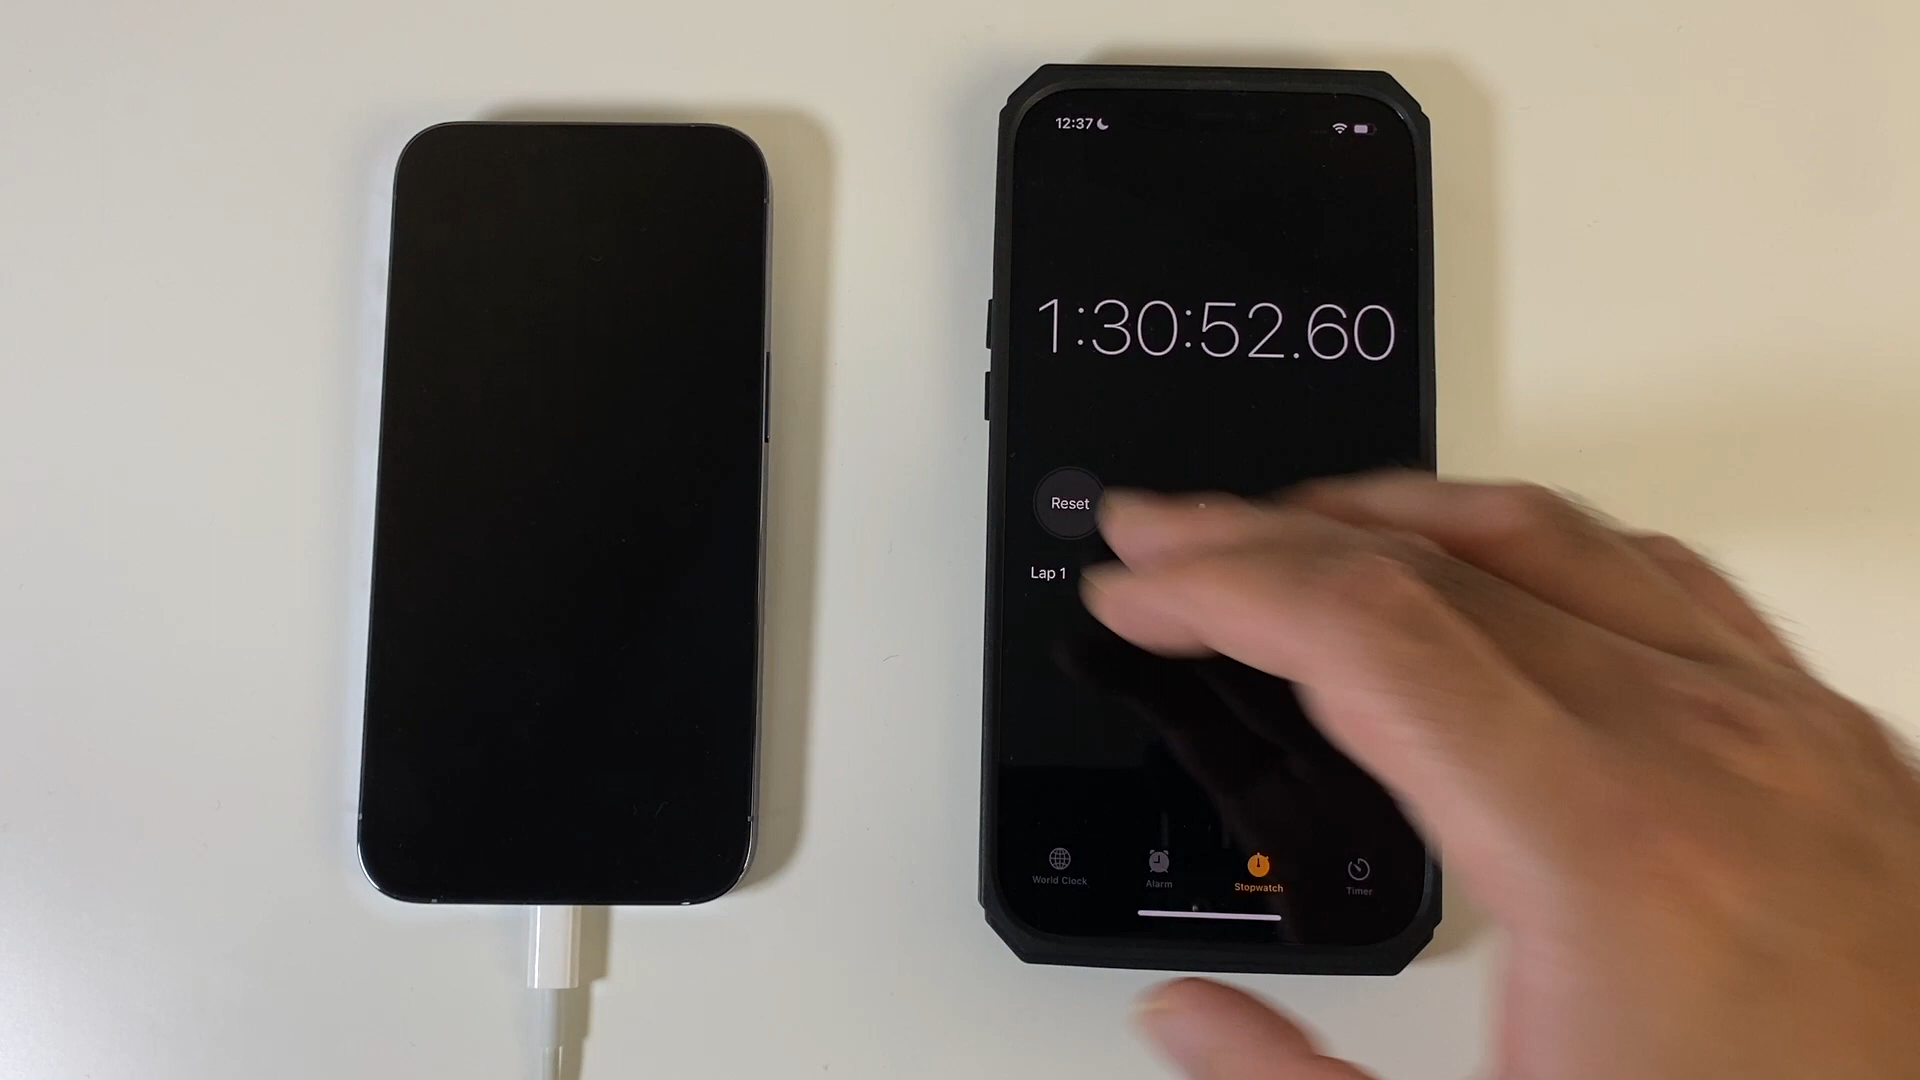 12:37
1:30:52.60
Reset
Lap 1
World Clock
Alarm
Stopwatch
Timer